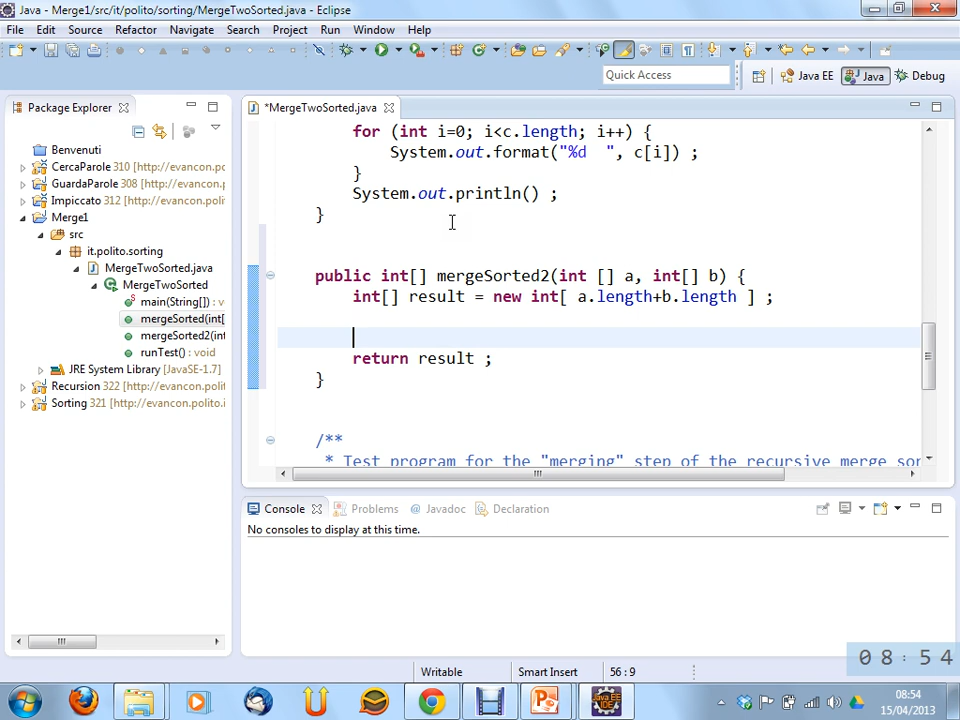 Java - Merge1/src/it/polito/sorting/MergeTwoSorted.java - Eclipse
File Edit Source Refactor Navigate Search Project Run Window Help
Quick Access
Java EE
Java
Debug
Package Explorer
*MergeTwoSorted.java
Benvenuti
CercaParole 310 [http://evancon.polito
GuardaParole 308 [http://evancon.p
Impiccato 312 [http://evancon.polit
Merge1
src
it.polito.sorting
MergeTwoSorted.java
MergeTwoSorted
main(String[]) : v
mergeSorted(int[
mergeSorted2(int
runTest() : void
JRE System Library [JavaSE-1.7]
Recursion 322 [http://evancon.polit
Sorting 321 [http://evancon.polito.i
for (int i=0; i<c.length; i++) {
System.out.format("%d  ", c[i]) ;
}
System.out.println() ;
}
public int[] mergeSorted2(int [] a, int[] b) {
int[] result = new int[ a.length+b.length ] ;
return result ;
}
/**
* Test program for the "merging" step of the recursive merge sor
Console
Problems
@ Javadoc
Declaration
No consoles to display at this time.
Writable
Smart Insert
56 : 9
08:54
08:54
15/04/2013